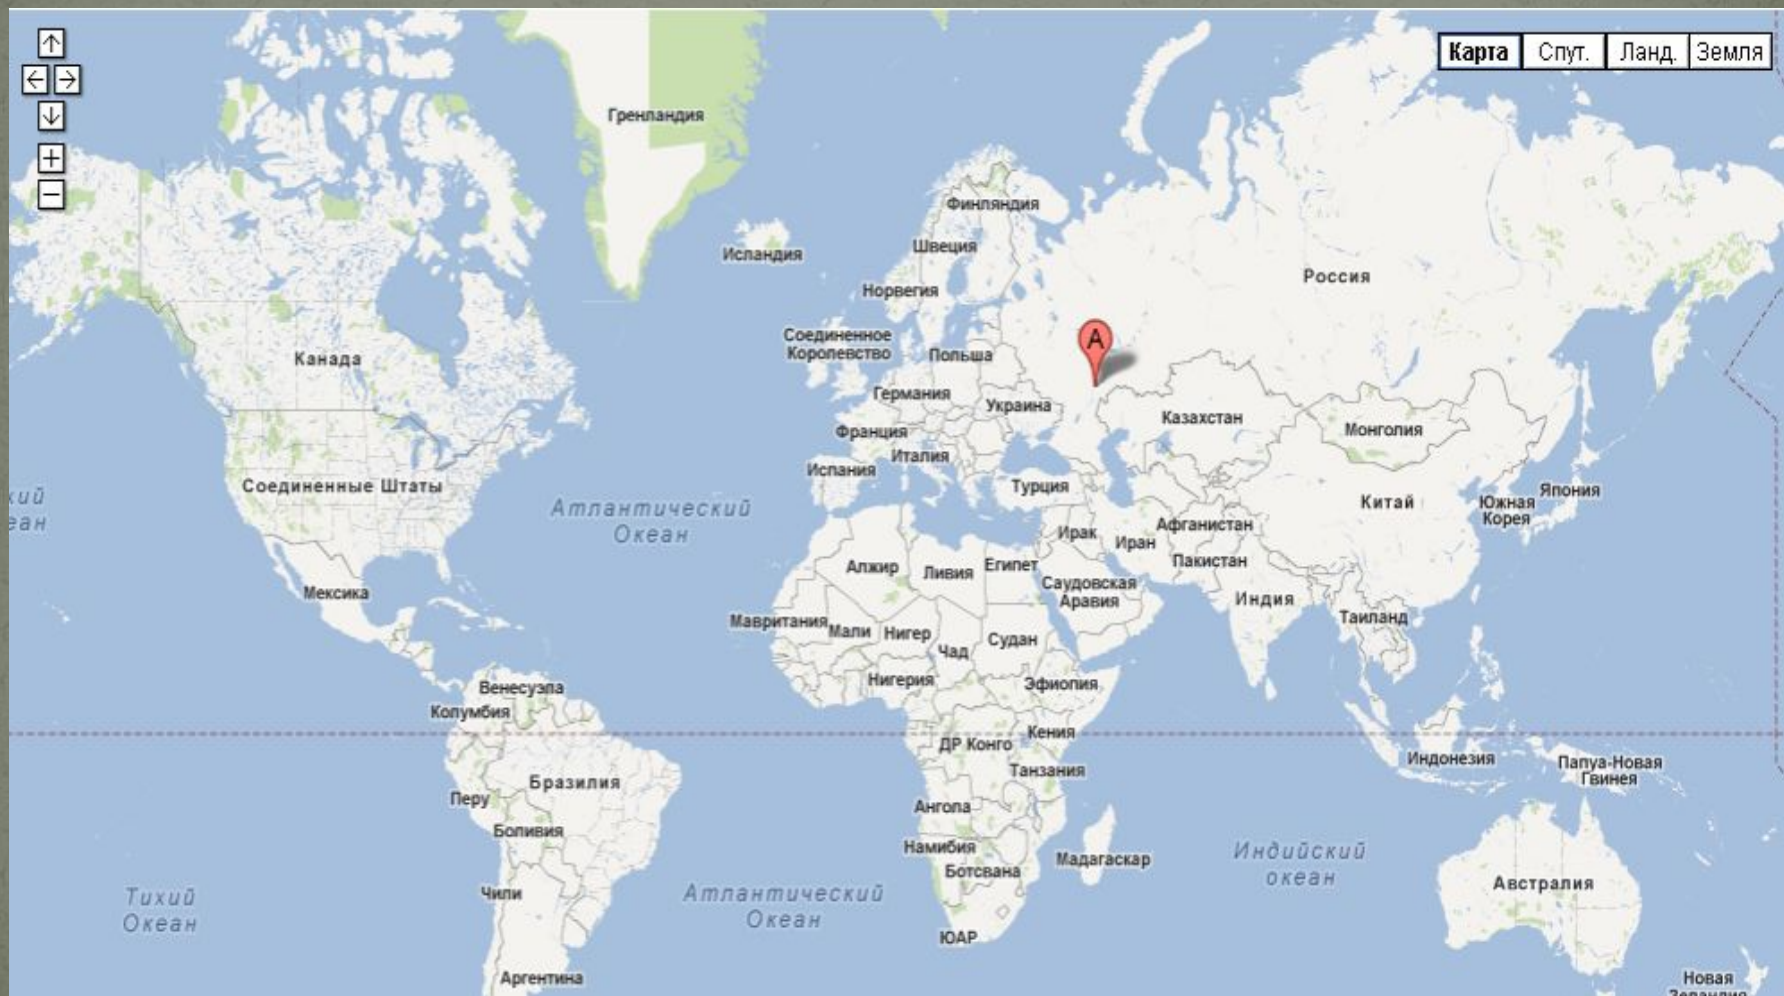 Карта
Спут.
Ланд.
Земля
Гренландия
Финляндия
Швеция
Исландия
Россия
Норвегия
Соединенное
Королевство
A
Польша
Канада
Германия
Украина
Казахстан
Монголия
Франция
Италия
Испания
Соединенные Штаты
Турция
Китай
Южная
Корея
Япония
Атлантический
Океан
Афганистан
Ирак
Иран
Пакистан
Алжир
Ливия
Египет
Саудовская
Аравия
Индия
Мексика
Таиланд
Мавритания
Мали
Нигер
Чад
Судан
Нигерия
Эфиопия
Венесуэла
Колумбия
Кения
ДР Конго
Индонезия
Папуа-Новая
Гвинея
Танзания
Бразилия
Перу
Ангола
Боливия
Намибия
Ботсвана
Мадагаскар
Индийский
океан
Австралия
Чили
Тихий
Океан
Атлантический
Океан
ЮАР
Аргентина
Новая